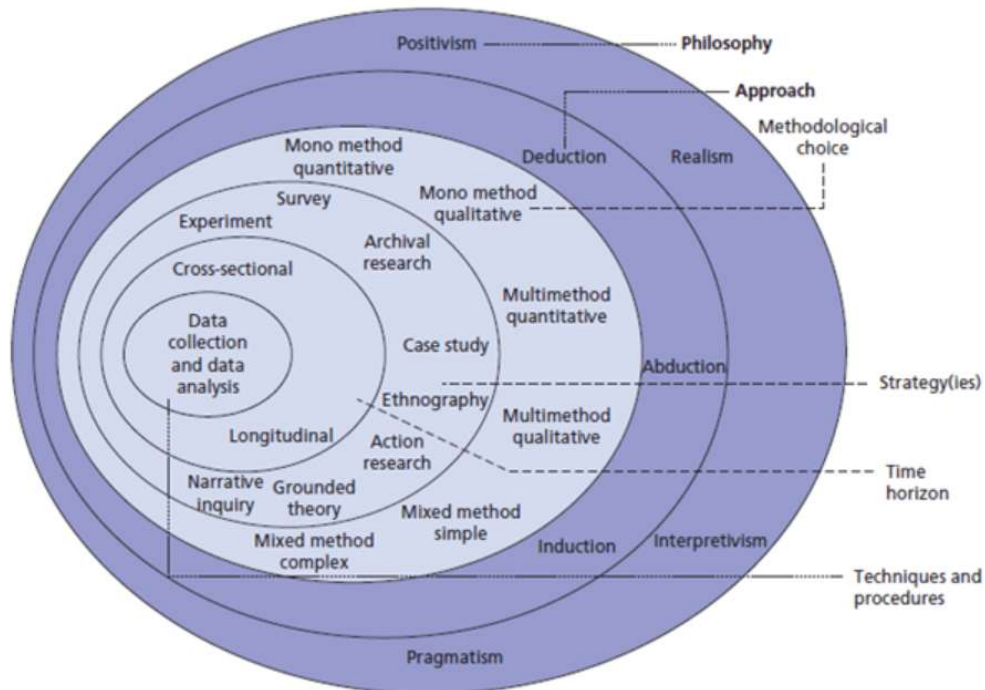 Positivism
Philosophy
Approach
Methodological
choice
Mono method
quantitative
Deduction
Realism
Survey
Mono method
qualitative
Experiment
Archival
research
Cross-sectional
Multimethod
quantitative
Data
collection
and data
analysis
Case study
Abduction
Strategy(ies)
Ethnography
Multimethod
qualitative
Longitudinal
Action
research
Time
horizon
Narrative
inquiry
Grounded
theory
Mixed method
simple
Mixed method
complex
Induction
Interpretivism
Techniques and
procedures
Pragmatism